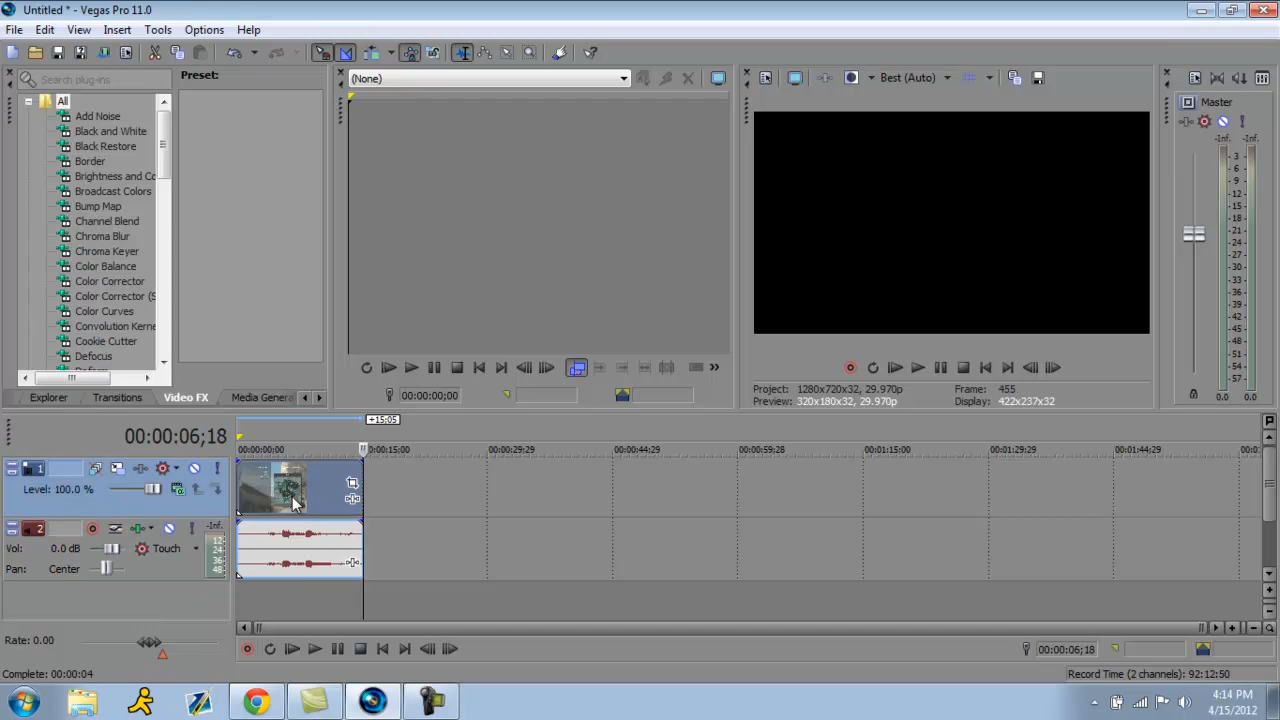 Untitled * - Vegas Pro 11.0
File Edit View Insert Tools Options Help
Search plug-ins
Preset:
(None)
Best (Auto)
Master
All
Add Noise
Black and White
Black Restore
Border
Brightness and Co
Broadcast Colors
Bump Map
Channel Blend
Chroma Blur
Chroma Keyer
Color Balance
Color Corrector
Color Corrector (S
Color Curves
Convolution Kerne
Cookie Cutter
Defocus
-Inf. -Inf.
3
6
9
12
15
18
21
24
27
30
33
36
39
42
45
48
51
54
57
0.0 0.0
Explorer Transitions Video FX Media Genera
00:00:00;00
Project: 1280x720x32, 29.970p Frame: 455
Preview: 320x180x32, 29.970p Display: 422x237x32
+15:05
00:00:06;18
00:00:00;00 00:00:15;00 00:00:29;29 00:00:44;29 00:00:59;28 00:01:15;00 00:01:29;29 00:01:44;29 00:0
1
Level: 100.0 %
2
-Inf.
12
24
36
48
Vol: 0.0 dB Touch
Pan: Center
Rate: 0.00
00:00:06;18
Complete: 00:00:04
Record Time (2 channels): 92:12:50
4:14 PM
4/15/2012